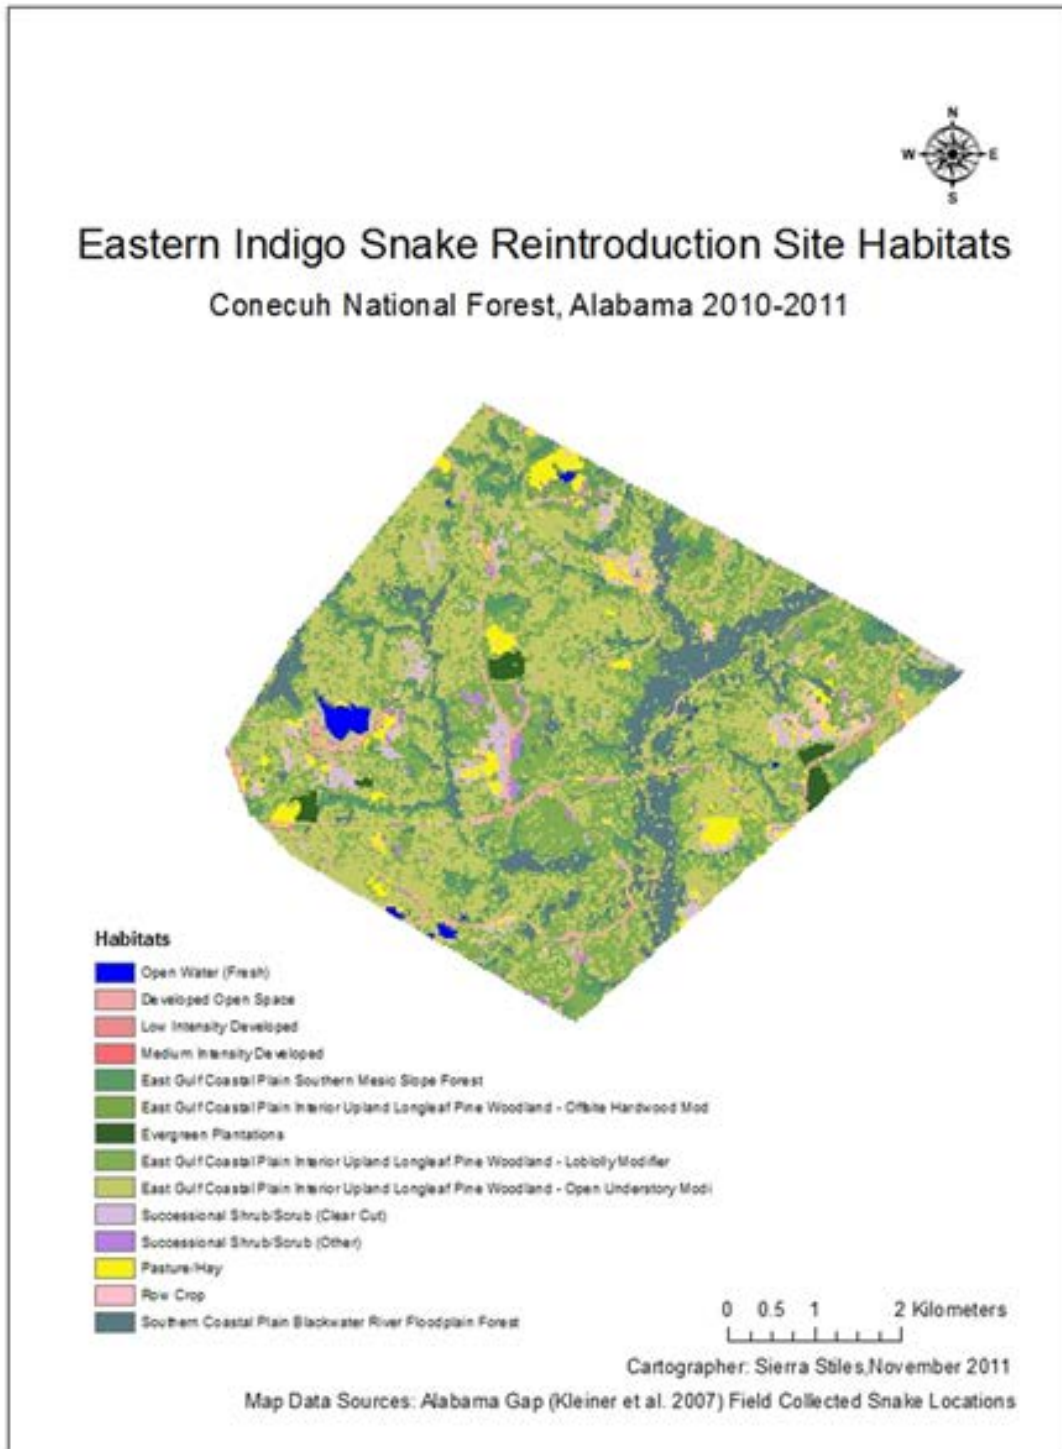 N
W E
S
Eastern Indigo Snake Reintroduction Site Habitats
Conecuh National Forest, Alabama 2010-2011
Habitats
Open Water (Fresh)
Developed Open Space
Low Intensity Developed
Medium Intensity Developed
East Gulf Coastal Plain Southern Mesic Slope Forest
East Gulf Coastal Plain Interior Upland Longleaf Pine Woodland - Offsite Hardwood Mod
Evergreen Plantations
East Gulf Coastal Plain Interior Upland Longleaf Pine Woodland - Loblolly Modifier
East Gulf Coastal Plain Interior Upland Longleaf Pine Woodland - Open Understory Modi
Successional Shrub/Scrub (Clear Cut)
Successional Shrub/Scrub (Other)
Pasture/Hay
Row Crop
Southern Coastal Plain Blackwater River Floodplain Forest
0 0.5 1 2 Kilometers
Cartographer: Sierra Stiles,November 2011
Map Data Sources: Alabama Gap (Kleiner et al. 2007) Field Collected Snake Locations